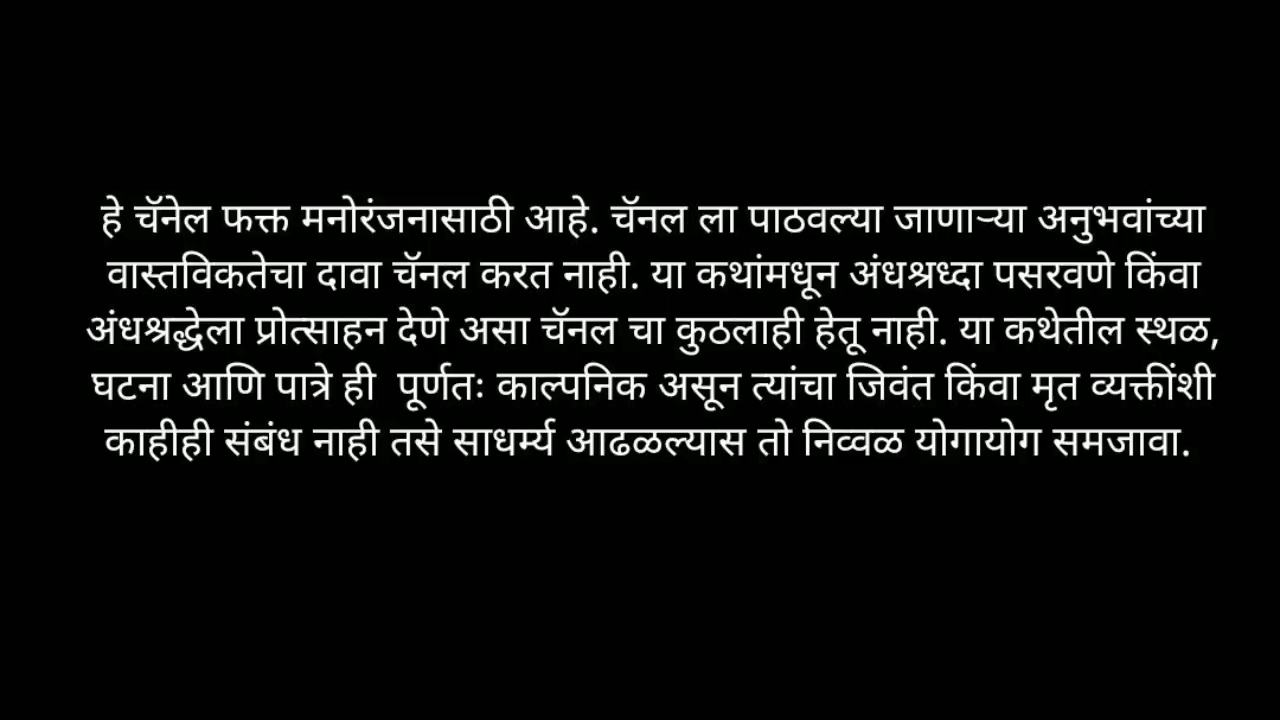 हे चॅनेल फक्त मनोरंजनासाठी आहे. चॅनल ला पाठवल्या जाणाऱ्या अनुभवांच्या
वास्तविकतेचा दावा चॅनल करत नाही. या कथांमधून अंधश्रध्दा पसरवणे किंवा
अंधश्रद्धेला प्रोत्साहन देणे असा चॅनल चा कुठलाही हेतू नाही. या कथेतील स्थळ,
घटना आणि पात्रे ही  पूर्णतः काल्पनिक असून त्यांचा जिवंत किंवा मृत व्यक्तींशी
काहीही संबंध नाही तसे साधर्म्य आढळल्यास तो निव्वळ योगायोग समजावा.